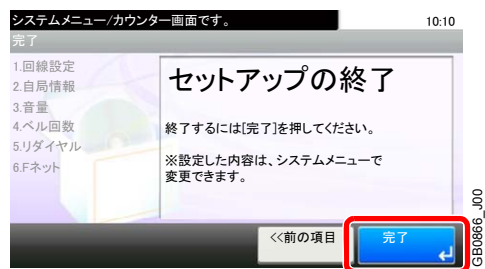 システムメニュー/カウンター画面です。
10:10
完了
1.回線設定
2.自局情報
3.音量
4.ベル回数
5.リダイヤル
6.Fネット
セットアップの終了
終了するには[完了]を押してください。
※設定した内容は、システムメニューで
変更できます。
<<前の項目
完了
GB0866_J00